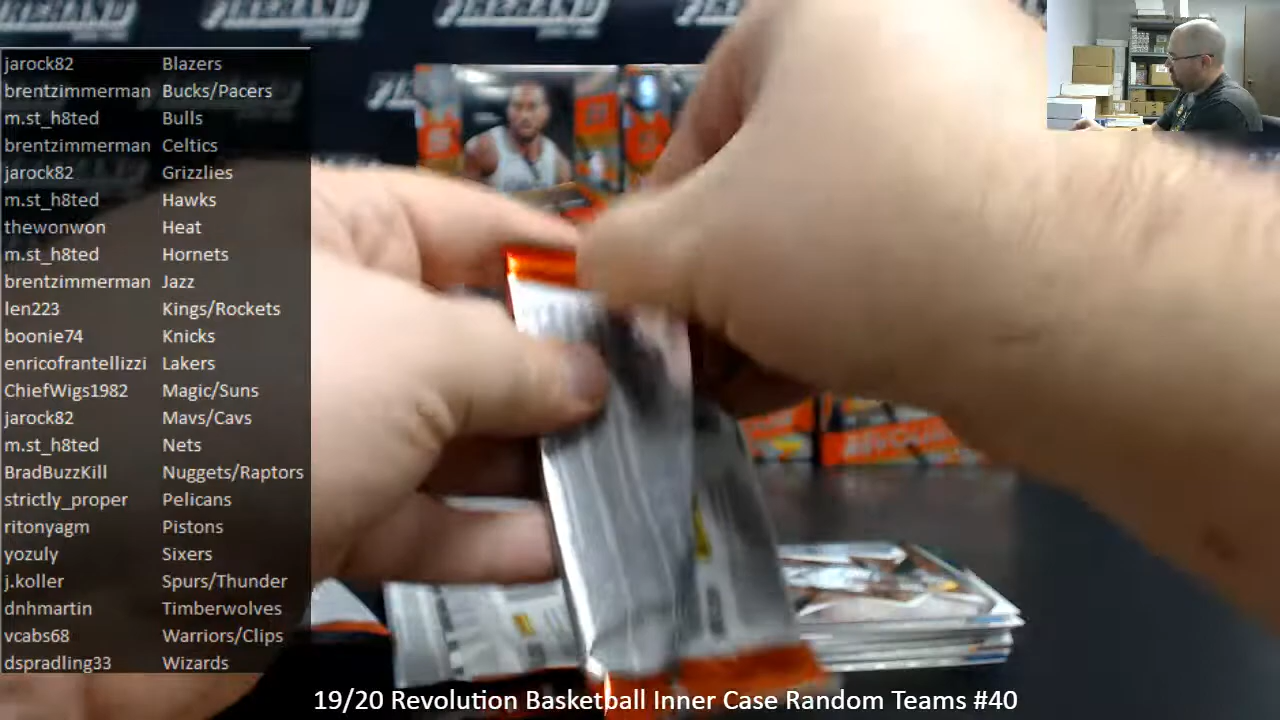 jarock82 Blazers
brentzimmerman Bucks/Pacers
m.st_h8ted Bulls
brentzimmerman Celtics
jarock82 Grizzlies
m.st_h8ted Hawks
thewonwon Heat
m.st_h8ted Hornets
brentzimmerman Jazz
len223 Kings/Rockets
boonie74 Knicks
enricofrantellizzi Lakers
ChiefWigs1982 Magic/Suns
jarock82 Mavs/Cavs
m.st_h8ted Nets
BradBuzzKill Nuggets/Raptors
strictly_proper Pelicans
ritonyagm Pistons
yozuly Sixers
j.koller Spurs/Thunder
dnhmartin Timberwolves
vcabs68 Warriors/Clips
dspradling33 Wizards
19/20 Revolution Basketball Inner Case Random Teams #40